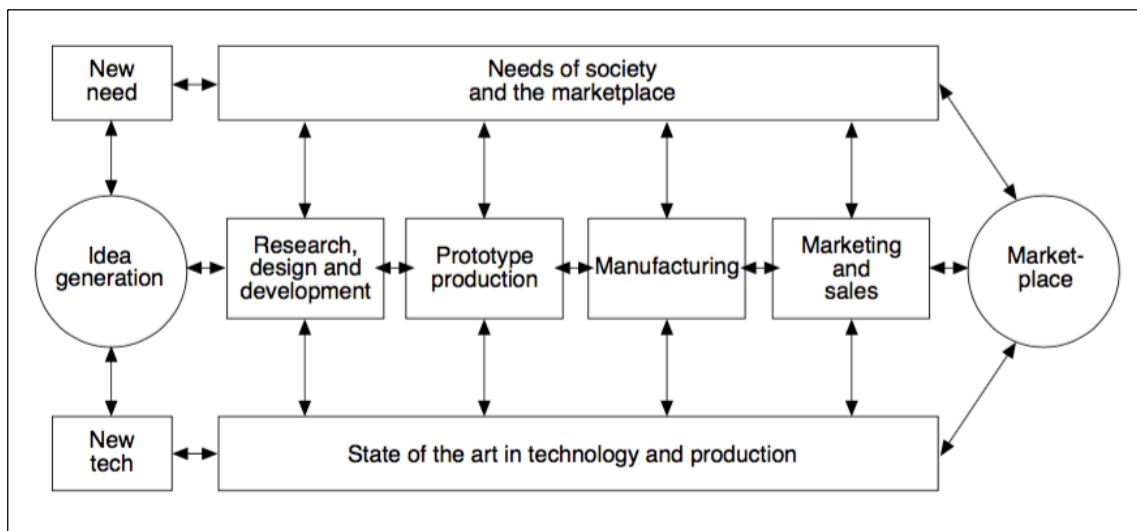 New
need
Needs of society
and the marketplace
Idea
generation
Research,
design and
development
Prototype
production
Manufacturing
Marketing
and
sales
Market-
place
New
tech
State of the art in technology and production